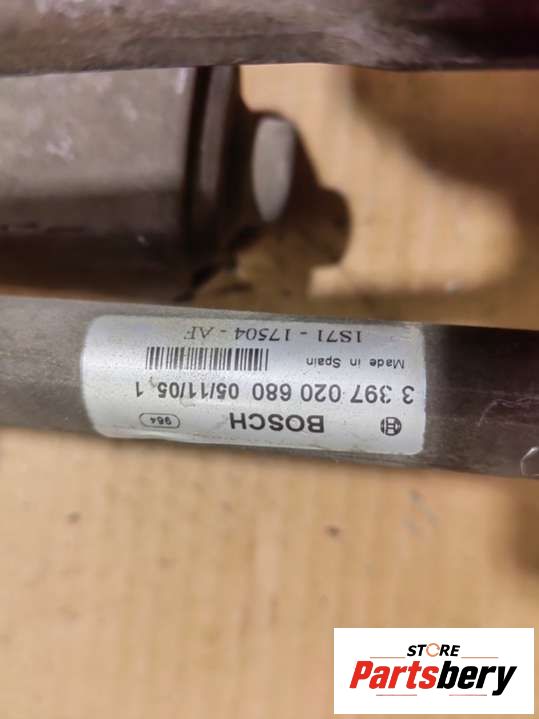 BOSCH
964
3 397 020 680 05/11/05 1
Made in Spain
1S71 - 17504 - AF
STORE
Partsbery